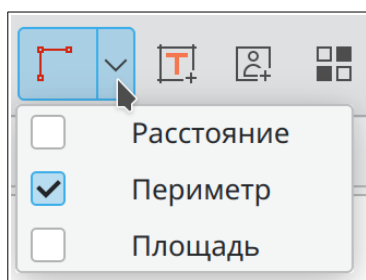 Расстояние
Периметр
Площадь